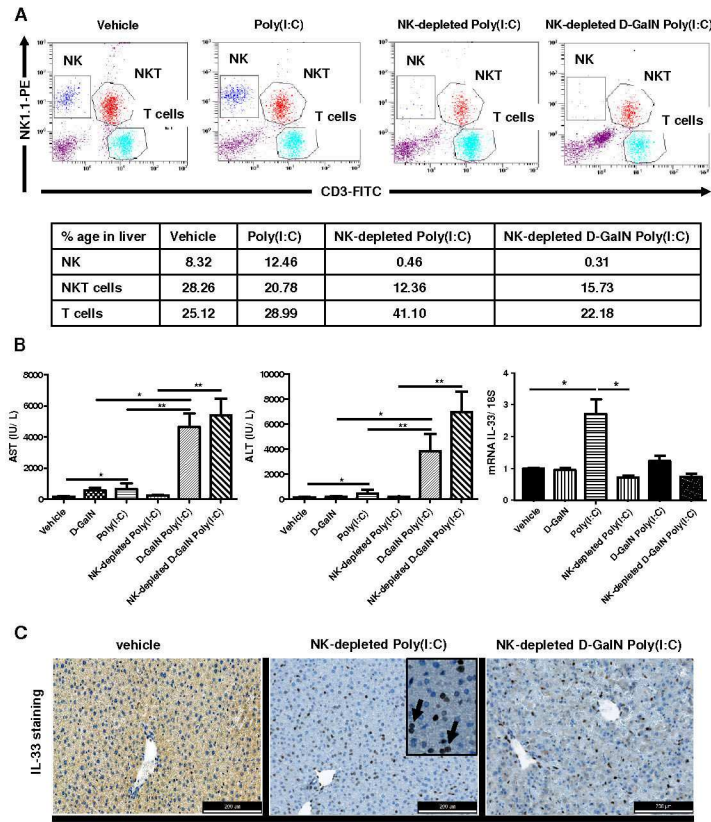 A
Vehicle Poly(I:C) NK-depleted Poly(I:C) NK-depleted D-GalN Poly(I:C)
NK NKT T cells
NK NKT T cells
NK NKT T cells
NK NKT T cells
NK1.1-PE
CD3-FITC
% age in liver Vehicle Poly(I:C) NK-depleted Poly(I:C) NK-depleted D-GalN Poly(I:C)
NK 8.32 12.46 0.46 0.31
NKT cells 28.26 20.78 12.36 15.73
T cells 25.12 28.99 41.10 22.18
B
AST (IU/ L)
8000
6000
4000
2000
0
* ** * **
Vehicle
D-GalN
Poly(I:C)
NK-depleted Poly(I:C)
D-GalN Poly(I:C)
NK-depleted D-GalN Poly(I:C)
ALT (IU/ L)
10000
8000
6000
4000
2000
0
* ** * **
Vehicle
D-GalN
Poly(I:C)
NK-depleted Poly(I:C)
D-GalN Poly(I:C)
NK-depleted D-GalN Poly(I:C)
mRNA IL-33/ 18S
4
3
2
1
0
* *
Vehicle
D-GalN
Poly(I:C)
NK-depleted Poly(I:C)
D-GalN Poly(I:C)
NK-depleted D-GalN Poly(I:C)
C
vehicle NK-depleted Poly(I:C) NK-depleted D-GalN Poly(I:C)
IL-33 staining
200 µm
200 µm
200 µm